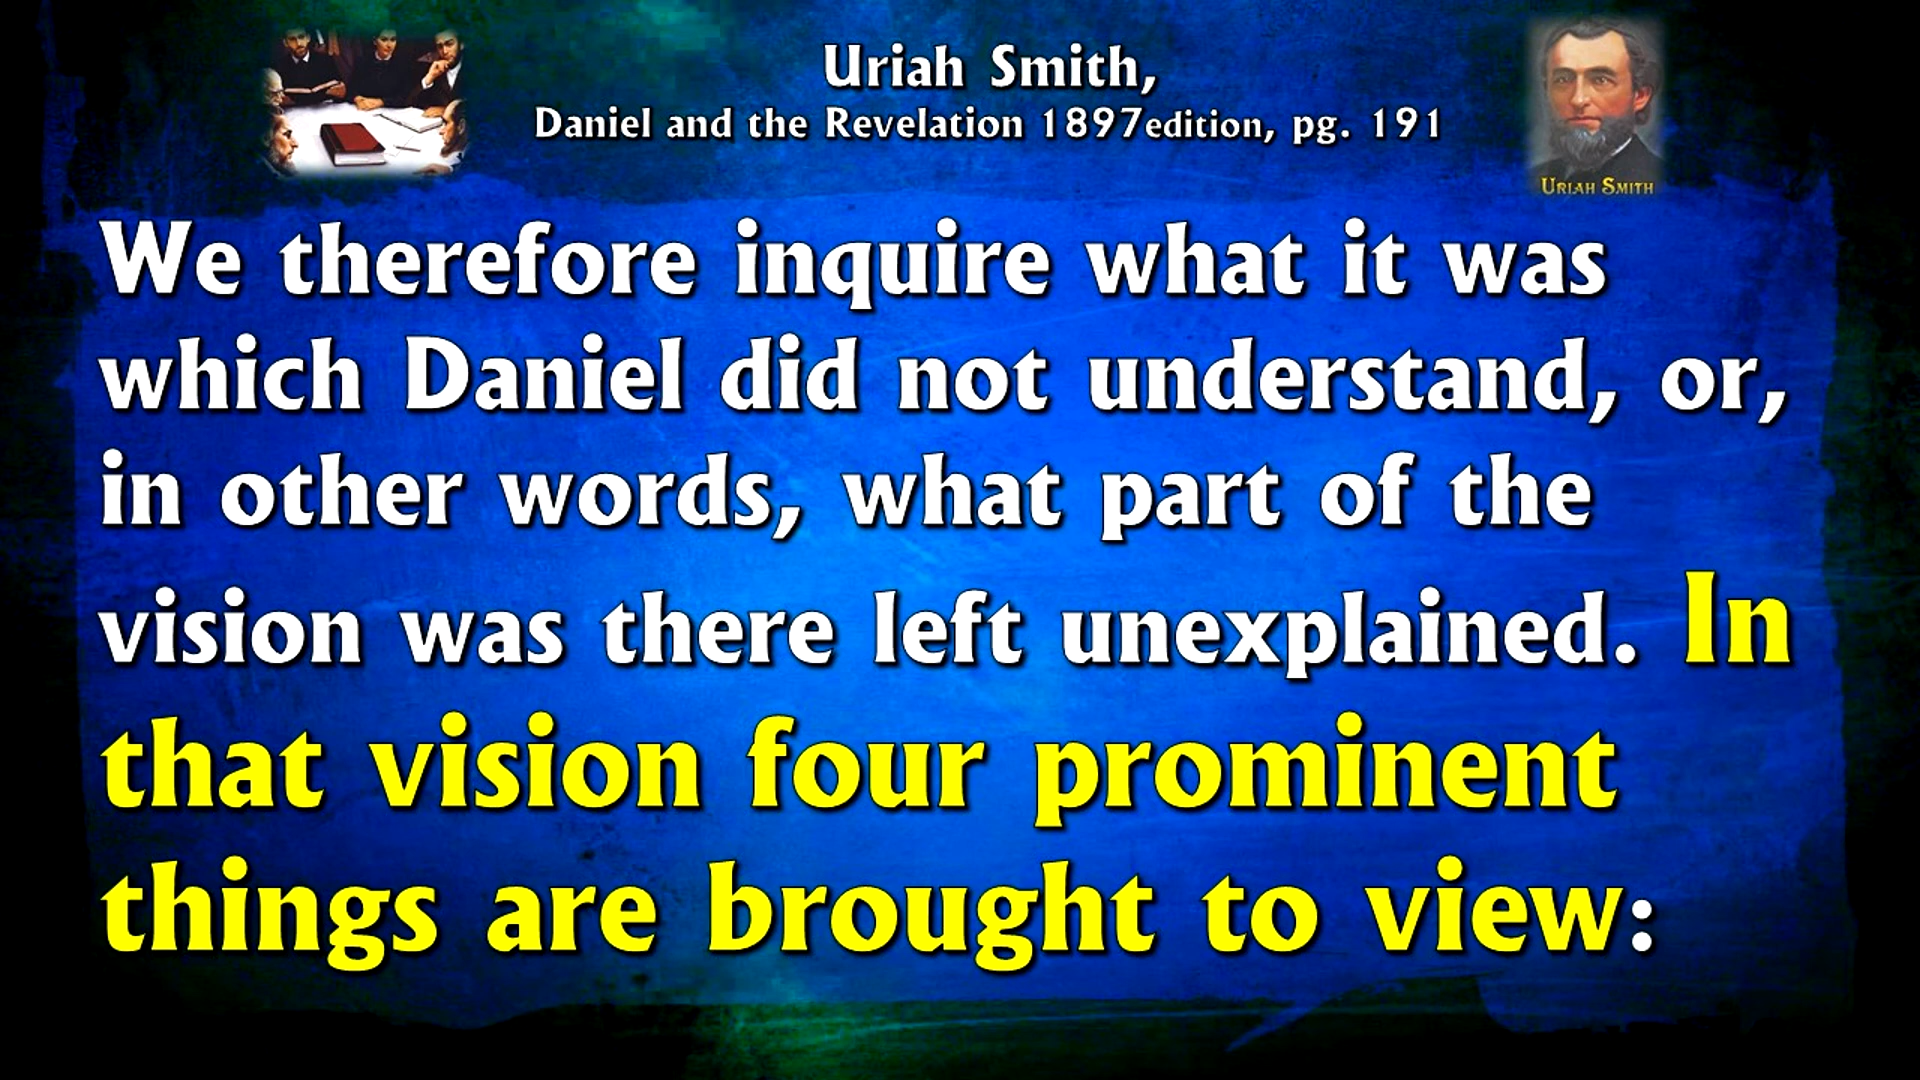 Uriah Smith,
Daniel and the Revelation 1897edition, pg. 191
URIAH SMITH
We therefore inquire what it was
which Daniel did not understand, or,
in other words, what part of the
vision was there left unexplained. In
that vision four prominent
things are brought to view: